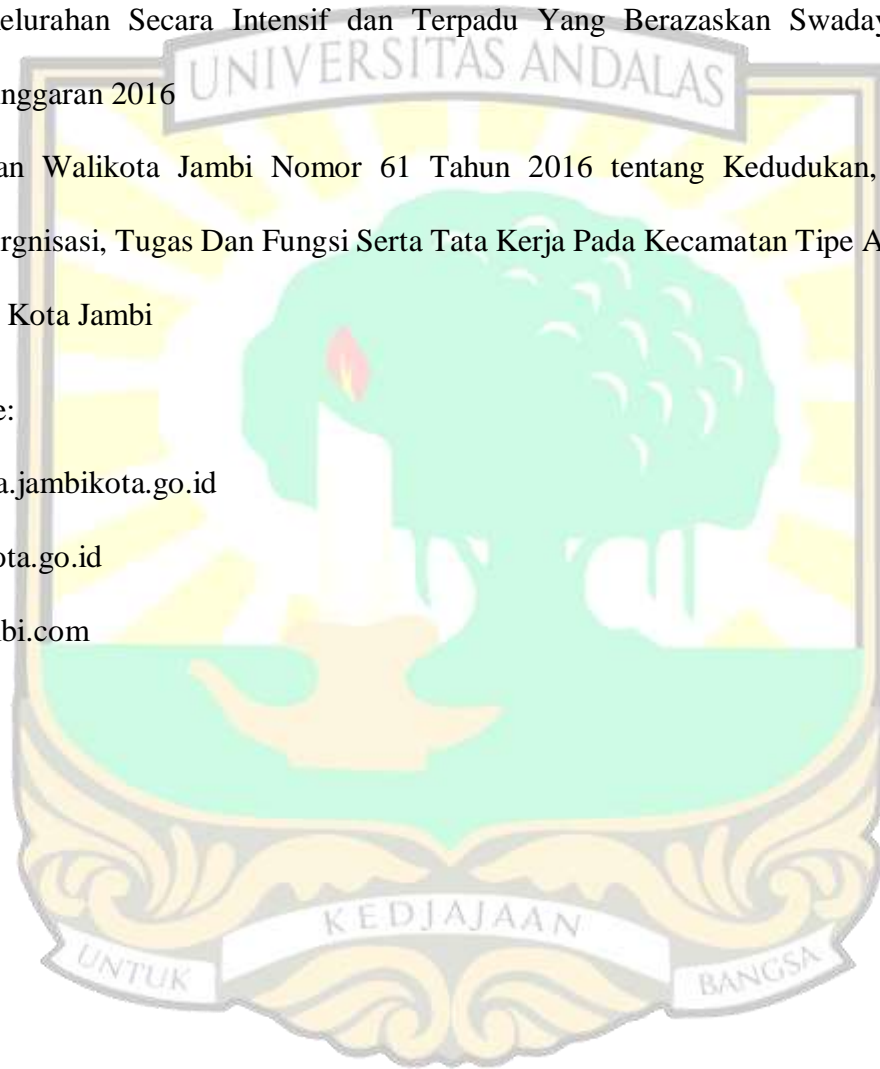 elurahan Secara Intensif dan Terpadu Yang Berazaskan Swaday
nggaran 2016
UNIVERSITAS ANDALAS
an Walikota Jambi Nomor 61 Tahun 2016 tentang Kedudukan,
rgnisasi, Tugas Dan Fungsi Serta Tata Kerja Pada Kecamatan Tipe A
Kota Jambi
e:
a.jambikota.go.id
ota.go.id
nbi.com
KEDJAJAAN
UNTUK BANGSA